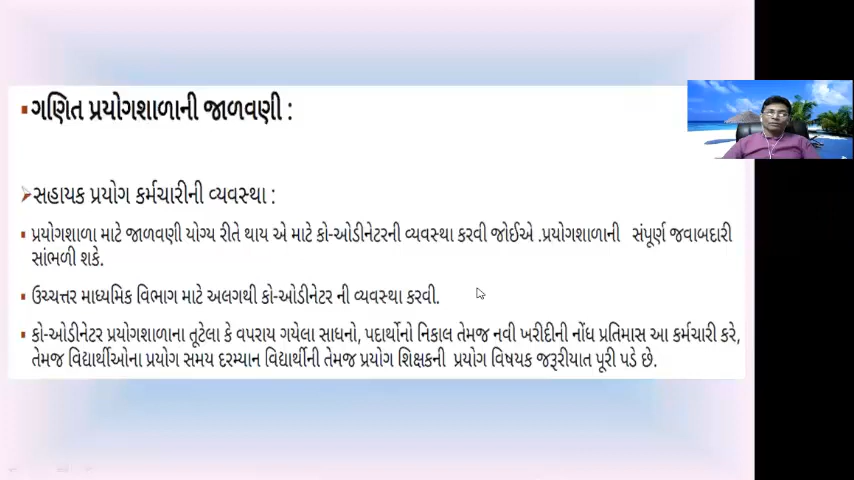 ગણિત પ્રયોગશાળાની જાળવણી :
સહાયક પ્રયોગ કર્મચારીની વ્યવસ્થા :
પ્રયોગશાળા માટે જાળવણી યોગ્ય રીતે થાય એ માટે કો-ઓડીનેટરની વ્યવસ્થા કરવી જોઈએ .પ્રયોગશાળાની સંપૂર્ણ જવાબદારી
સાંભળી શકે.
ઉચ્ચત્તર માધ્યમિક વિભાગ માટે અલગથી કો-ઓડીનેટર ની વ્યવસ્થા કરવી.
કો-ઓડીનેટર પ્રયોગશાળાના તૂટેલા કે વપરાય ગયેલા સાધનો, પદાર્થોનો નિકાલ તેમજ નવી ખરીદીની નોંધ પ્રતિમાસ આ કર્મચારી કરે,
તેમજ વિદ્યાર્થીઓના પ્રયોગ સમય દરમ્યાન વિદ્યાર્થીની તેમજ પ્રયોગ શિક્ષકની પ્રયોગ વિષયક જરૂરીયાત પૂરી પડે છે.